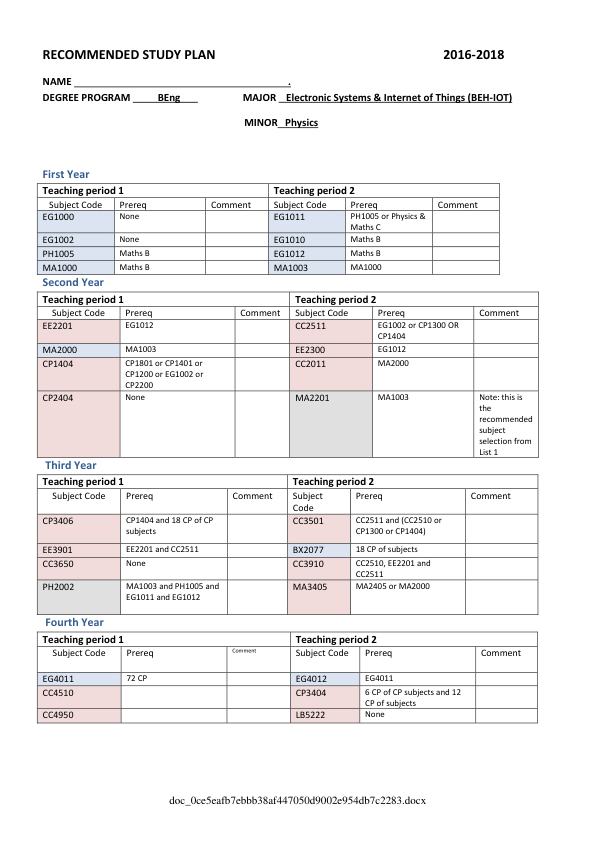 RECOMMENDED STUDY PLAN 2016-2018
NAME .
DEGREE PROGRAM BEng MAJOR Electronic Systems & Internet of Things (BEH-IOT)
MINOR Physics
First Year
Teaching period 1 Teaching period 2
Subject Code Prereq Comment Subject Code Prereq Comment
EG1000 None EG1011 PH1005 or Physics &
Maths C
EG1002 None EG1010 Maths B
PH1005 Maths B EG1012 Maths B
MA1000 Maths B MA1003 MA1000
Second Year
Teaching period 1 Teaching period 2
Subject Code Prereq Comment Subject Code Prereq Comment
EE2201 EG1012 CC2511 EG1002 or CP1300 OR
CP1404
MA2000 MA1003 EE2300 EG1012
CP1404 CP1801 or CP1401 or CC2011 MA2000
CP1200 or EG1002 or
CP2200
CP2404 None MA2201 MA1003 Note: this is
the
recommended
subject
selection from
List 1
Third Year
Teaching period 1 Teaching period 2
Subject Code Prereq Comment Subject Prereq Comment
Code
CP3406 CP1404 and 18 CP of CP CC3501 CC2511 and (CC2510 or
subjects CP1300 or CP1404)
EE3901 EE2201 and CC2511 BX2077 18 CP of subjects
CC3650 None CC3910 CC2510, EE2201 and
CC2511
PH2002 MA1003 and PH1005 and MA3405 MA2405 or MA2000
EG1011 and EG1012
Fourth Year
Teaching period 1 Teaching period 2
Subject Code Prereq Comment Subject Code Prereq Comment
EG4011 72 CP EG4012 EG4011
CC4510 CP3404 6 CP of CP subjects and 12
CP of subjects
CC4950 LB5222 None
doc_0ce5eafb7ebbb38af447050d9002e954db7c2283.docx